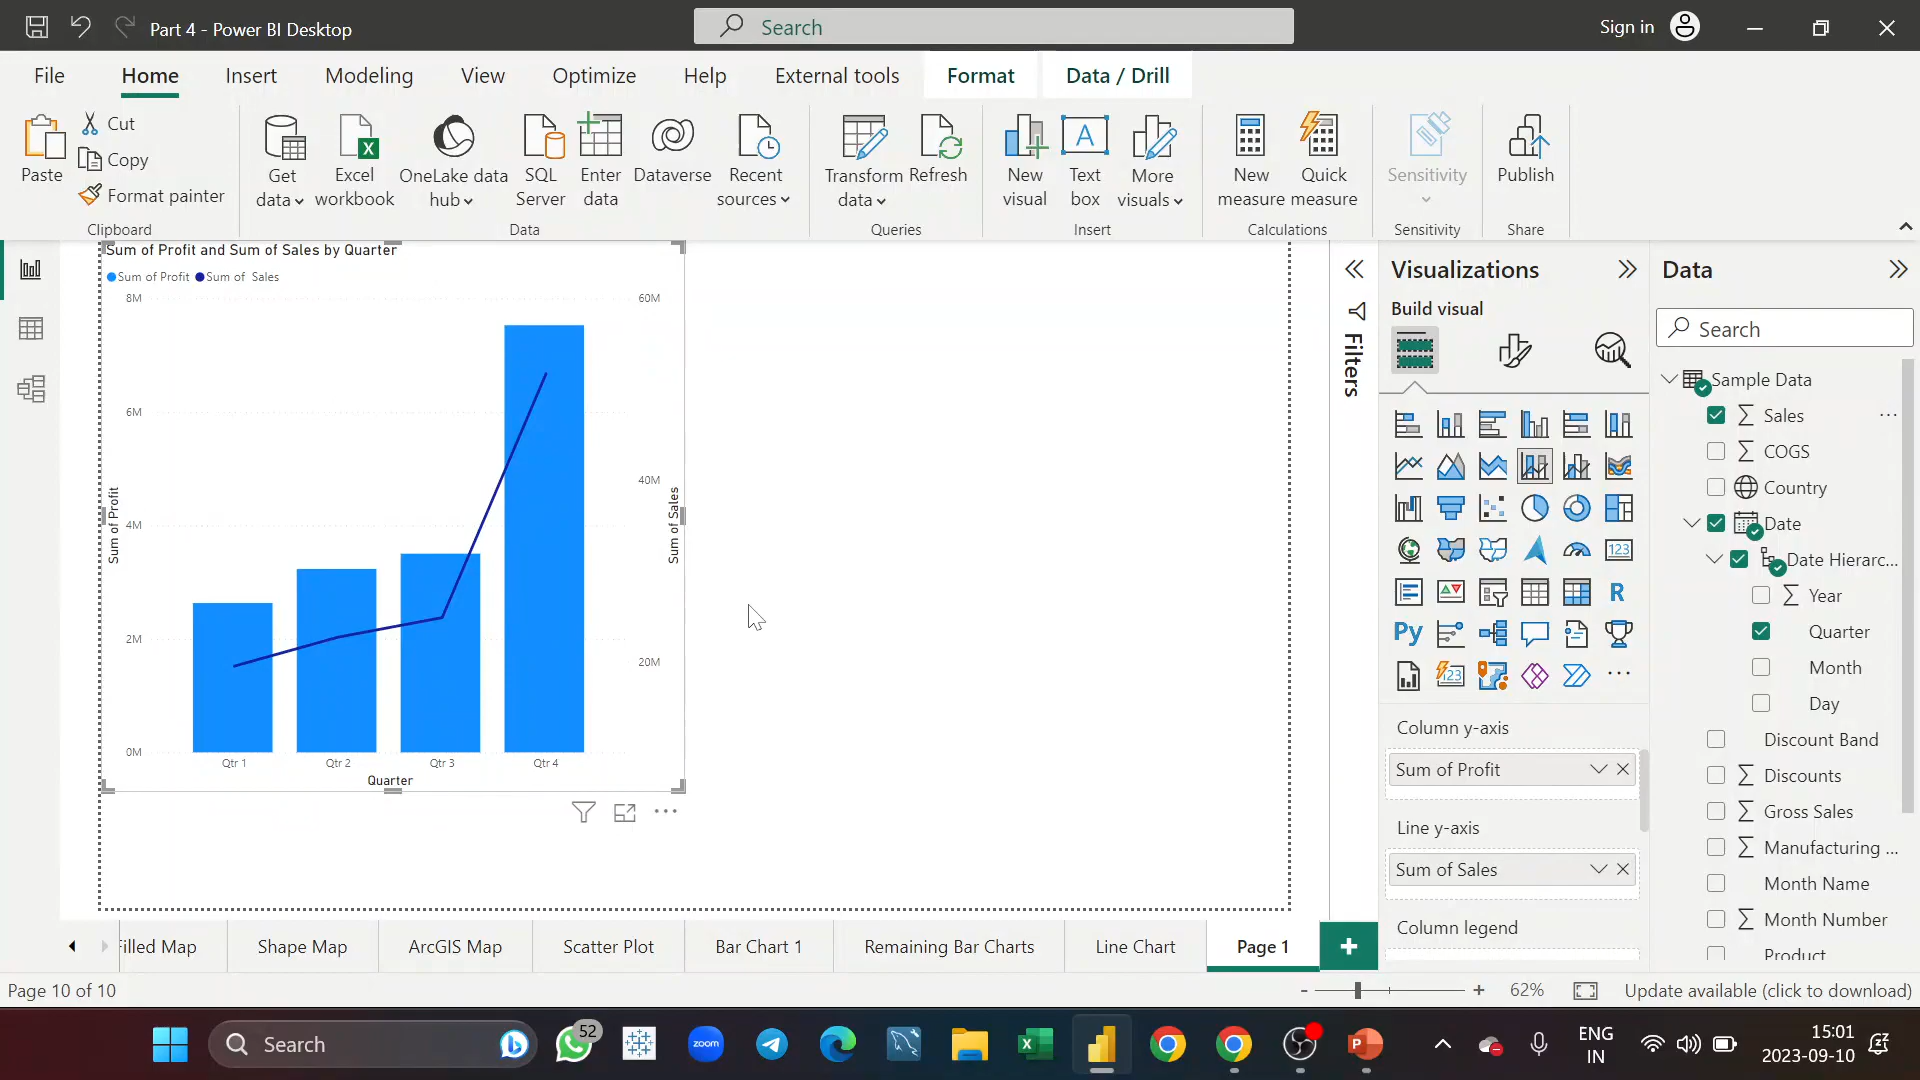 Part 4 - Power BI Desktop
Search
Sign in
File
Home
Insert
Modeling
View
Optimize
Help
External tools
Format
Data / Drill
Paste
Cut
Copy
Format painter
Clipboard
Get data
Excel workbook
OneLake data hub
SQL Server
Enter data
Dataverse
Recent sources
Data
Transform data
Refresh
Queries
New visual
Text box
More visuals
Insert
New measure
Quick measure
Calculations
Sensitivity
Sensitivity
Publish
Share
Sum of Profit and Sum of Sales by Quarter
Sum of Profit
Sum of Sales
8M
6M
4M
2M
0M
60M
40M
20M
Sum of Profit
Sum of Sales
Qtr 1
Qtr 2
Qtr 3
Qtr 4
Quarter
Filters
Visualizations
Build visual
123
R
Py
123
Column y-axis
Sum of Profit
Line y-axis
Sum of Sales
Column legend
Data
Search
Sample Data
Sales
COGS
Country
Date
Date Hierarc...
Year
Quarter
Month
Day
Discount Band
Discounts
Gross Sales
Manufacturing ...
Month Name
Month Number
Product
Filled Map
Shape Map
ArcGIS Map
Scatter Plot
Bar Chart 1
Remaining Bar Charts
Line Chart
Page 1
Page 10 of 10
62%
Update available (click to download)
Search
52
zoom
ENG
IN
15:01
2023-09-10